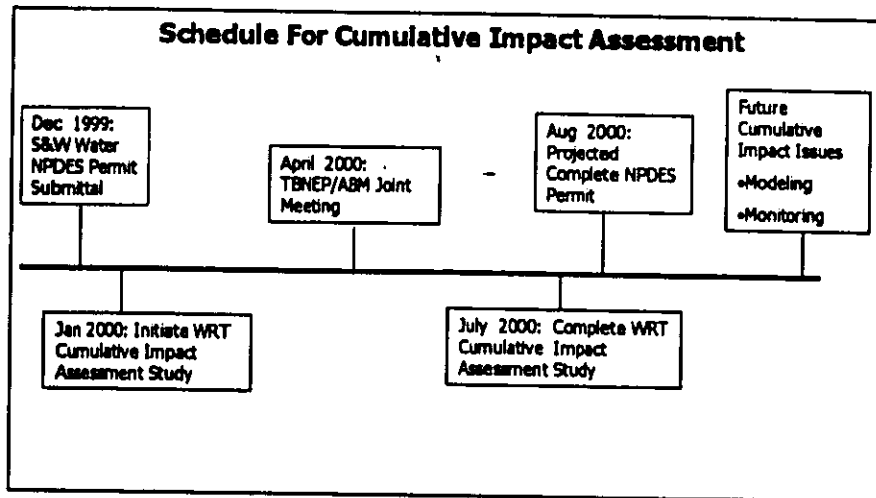 Schedule For Cumulative Impact Assessment
Dec 1999:
S&W Water
NPDES Permit
Submittal
April 2000:
TBNEP/ABM Joint
Meeting
Aug 2000:
Projected
Complete NPDES
Permit
Future
Cumulative
Impact Issues
•Modeling
•Monitoring
Jan 2000: Initiate WRT
Cumulative Impact
Assessment Study
July 2000: Complete WRT
Cumulative Impact
Assessment Study